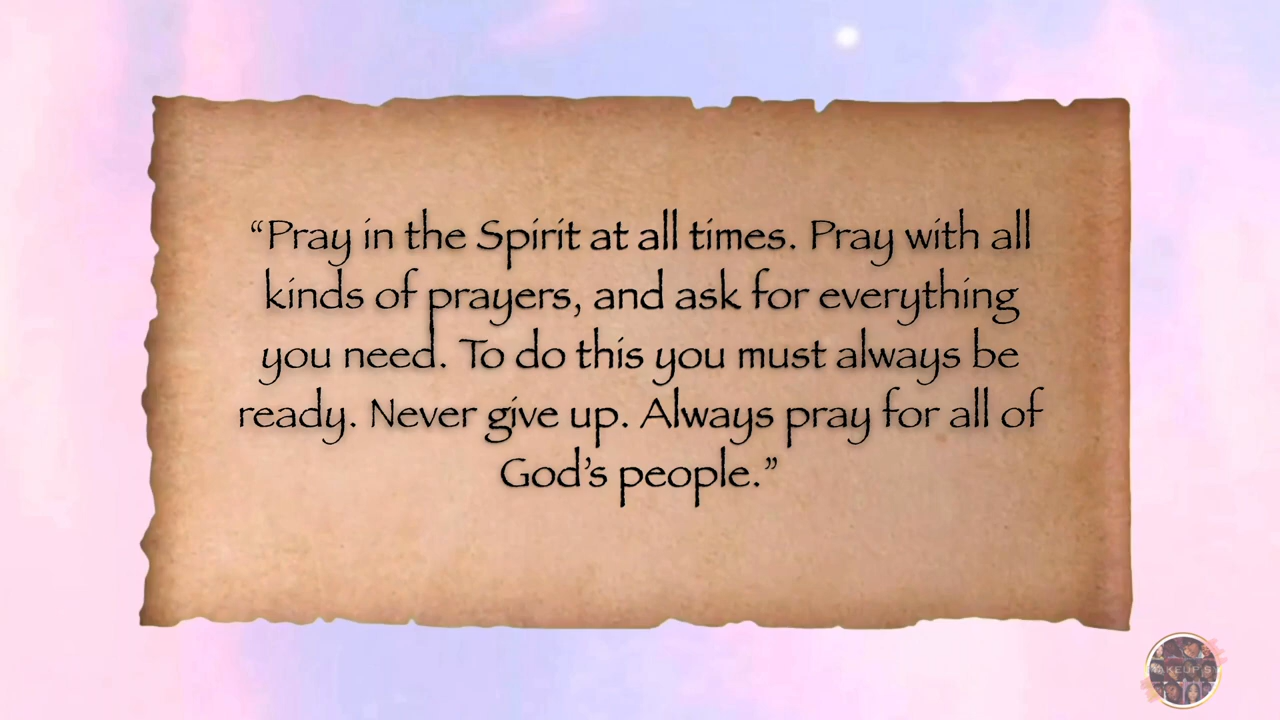 “Pray in the Spirit at all times. Pray with all
kinds of prayers, and ask for everything
you need. To do this you must always be
ready. Never give up. Always pray for all of
God’s people.”